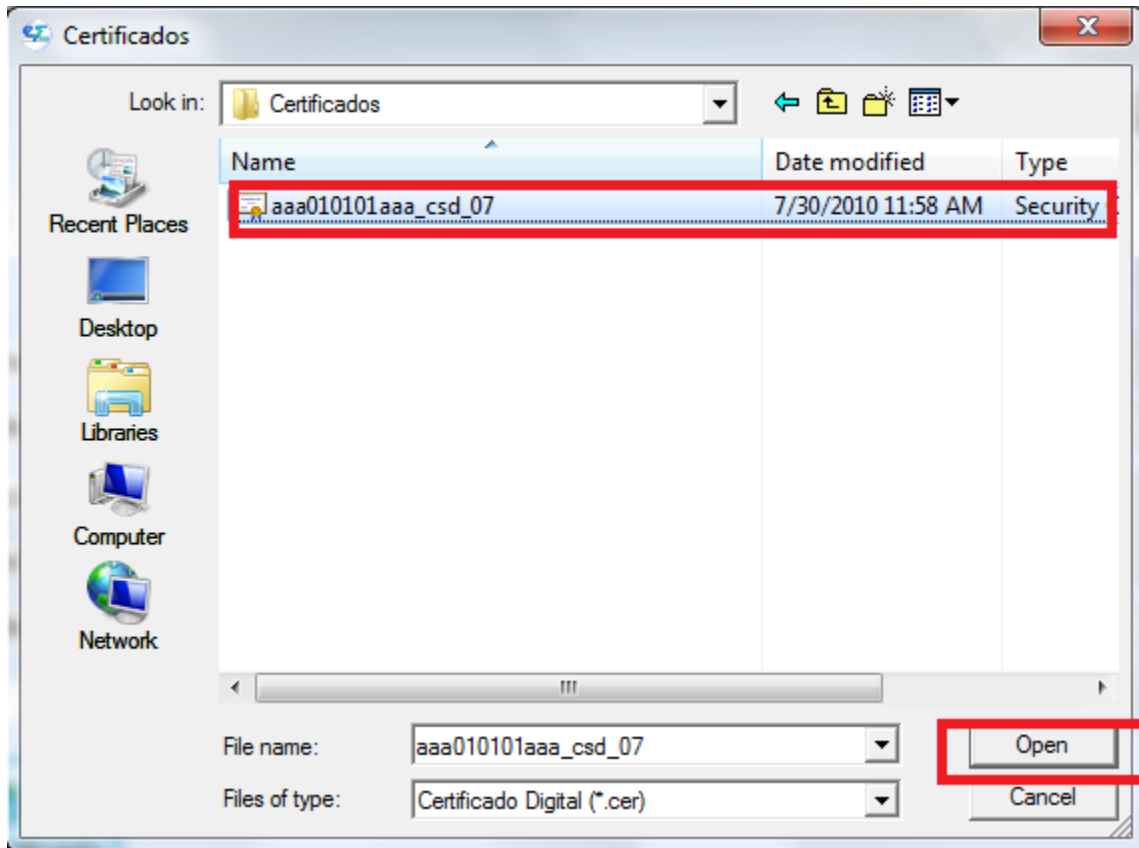 Certificados
Look in: Certificados
Name Date modified Type
aaa010101aaa_csd_07 7/30/2010 11:58 AM Security
Recent Places
Desktop
Libraries
Computer
Network
File name: aaa010101aaa_csd_07 Open
Files of type: Certificado Digital (*.cer) Cancel